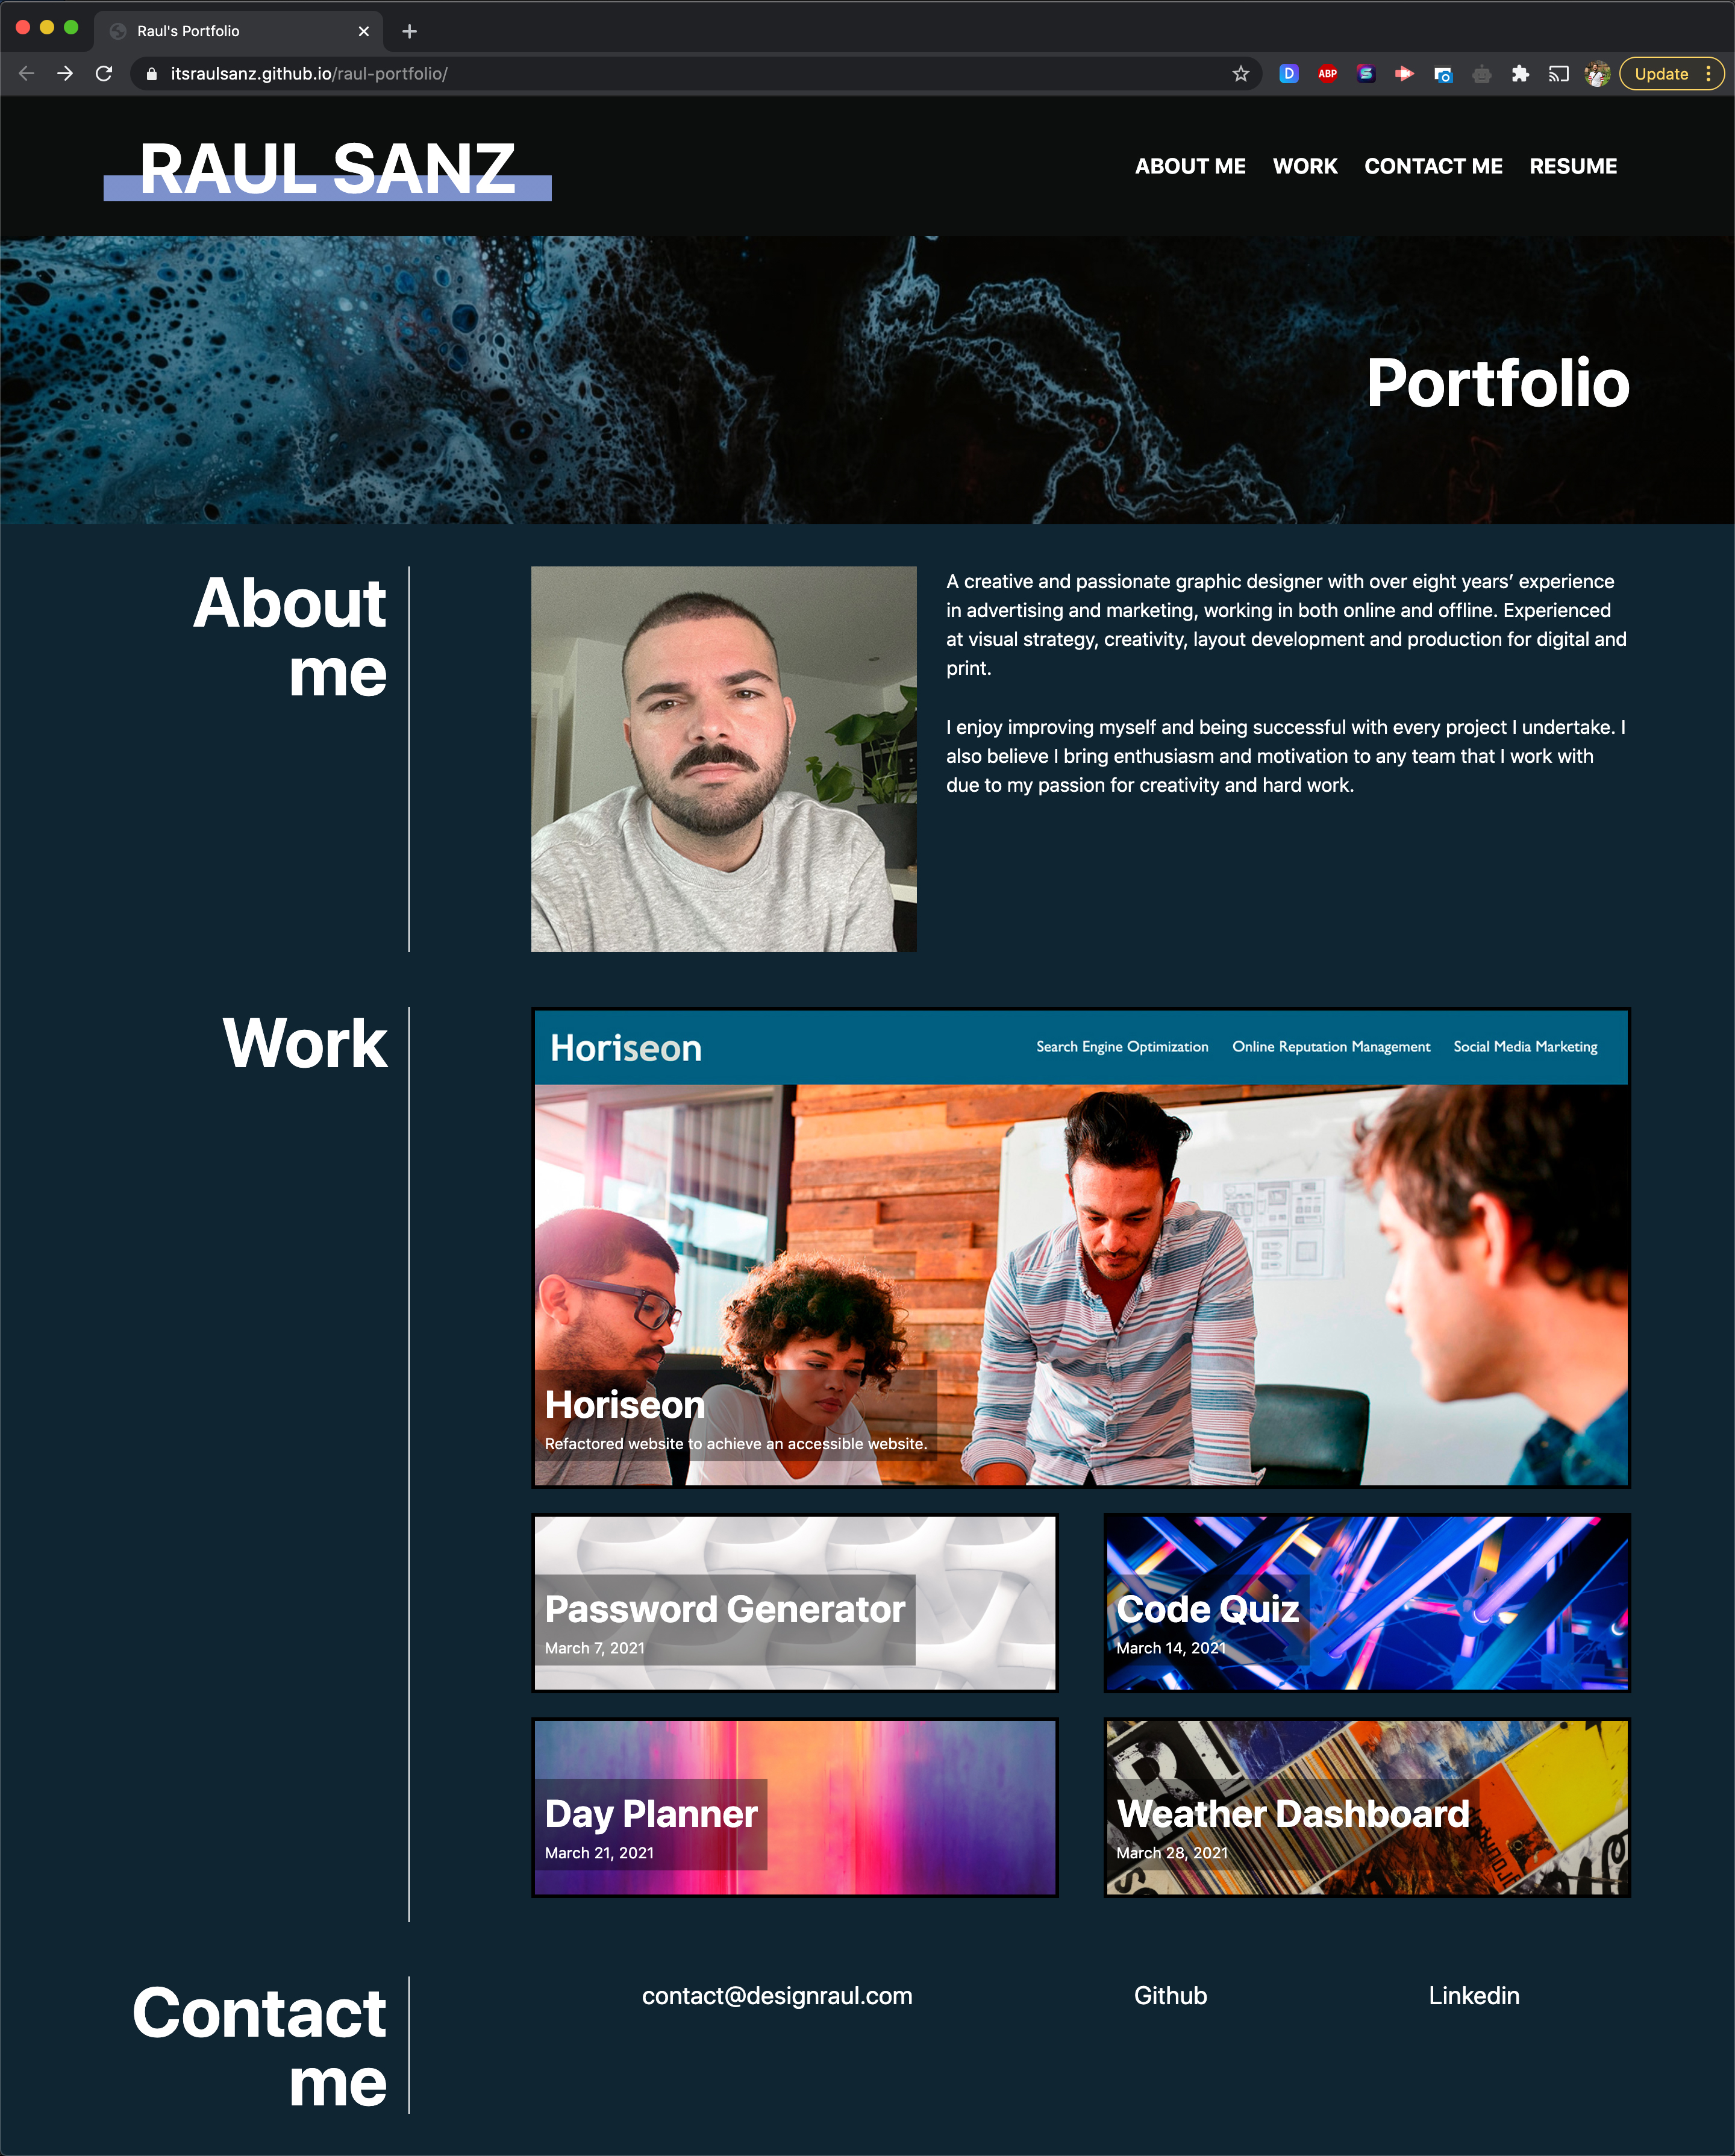 Raul's Portfolio
itsraulsanz.github.io/raul-portfolio/
D
ABP
S
Update
RAUL SANZ
ABOUT ME WORK CONTACT ME RESUME
Portfolio
About
me
A creative and passionate graphic designer with over eight years’ experience
in advertising and marketing, working in both online and offline. Experienced
at visual strategy, creativity, layout development and production for digital and
print.
I enjoy improving myself and being successful with every project I undertake. I
also believe I bring enthusiasm and motivation to any team that I work with
due to my passion for creativity and hard work.
Work
Horiseon
Search Engine Optimization Online Reputation Management Social Media Marketing
Horiseon
Refactored website to achieve an accessible website.
Password Generator
March 7, 2021
Code Quiz
March 14, 2021
Day Planner
March 21, 2021
Weather Dashboard
March 28, 2021
Contact
me
contact@designraul.com Github Linkedin